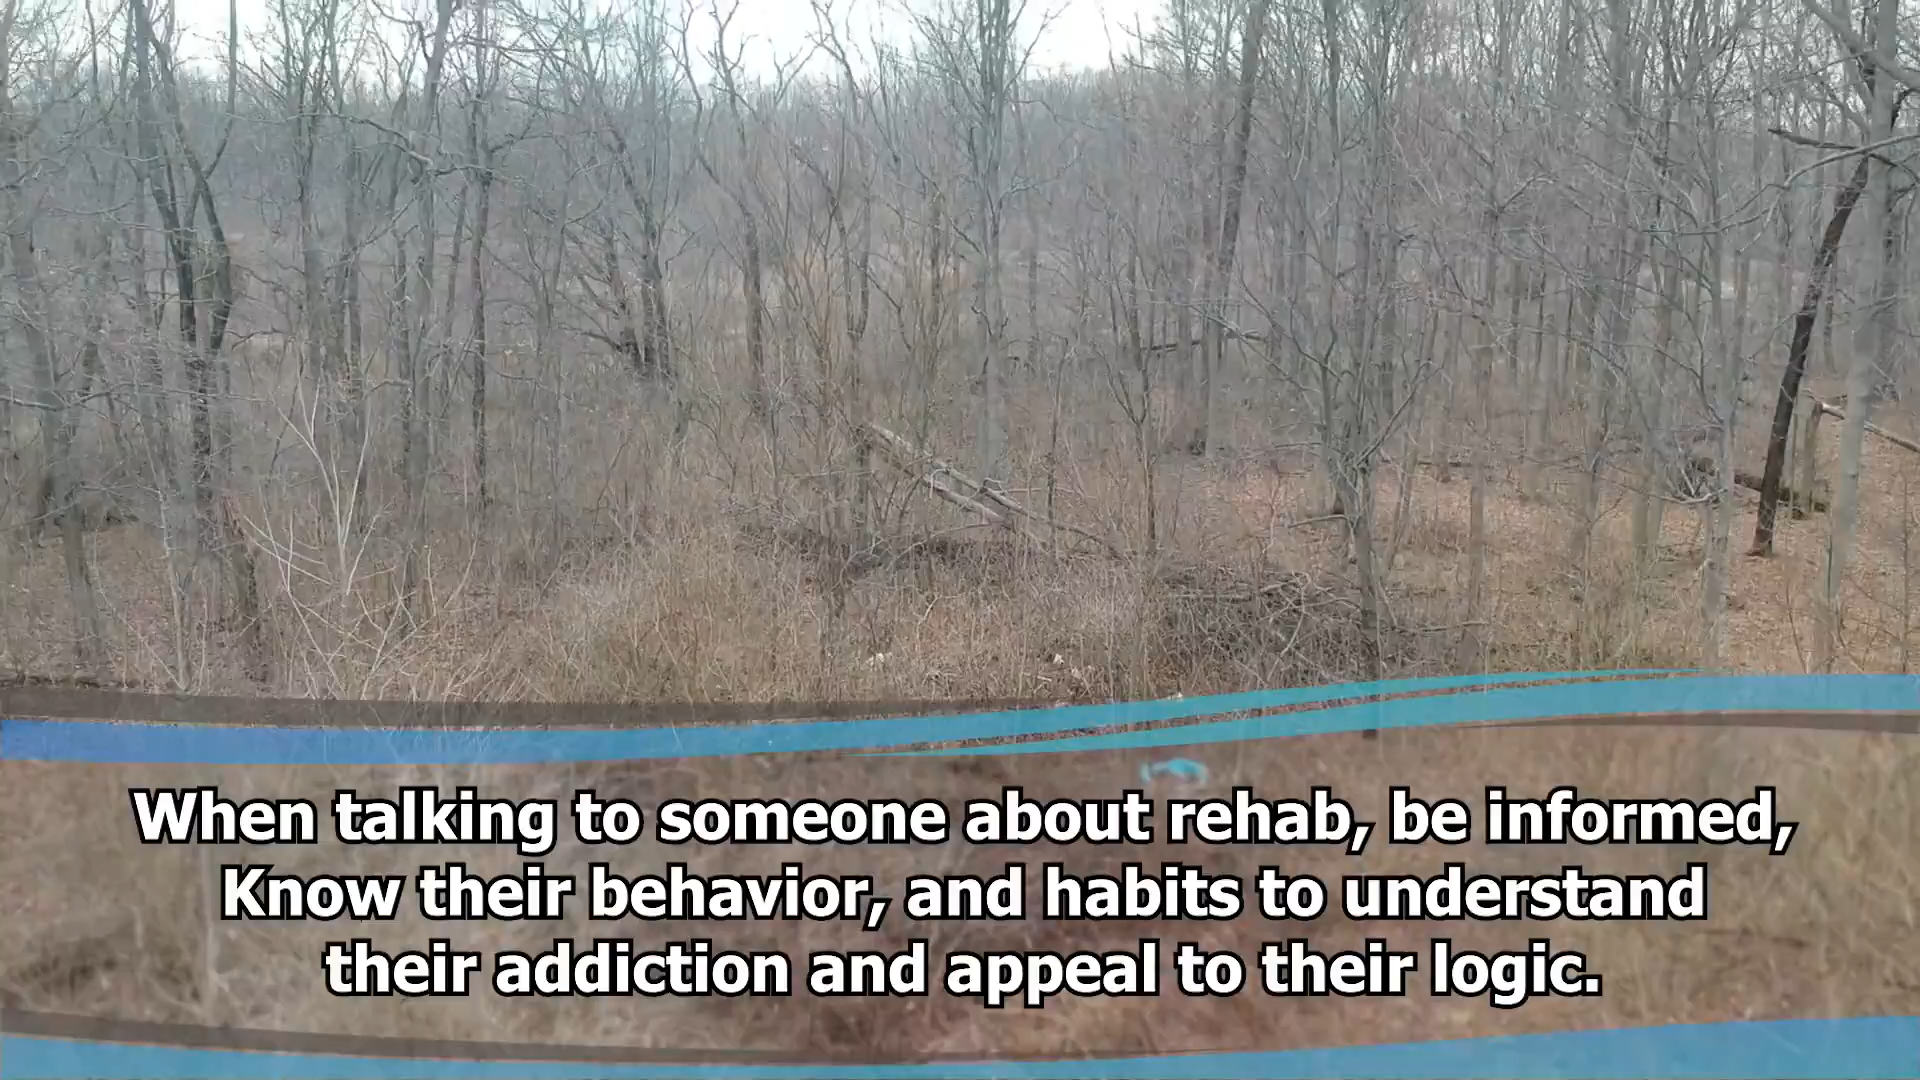 When talking to someone about rehab, be informed,
Know their behavior, and habits to understand
their addiction and appeal to their logic.